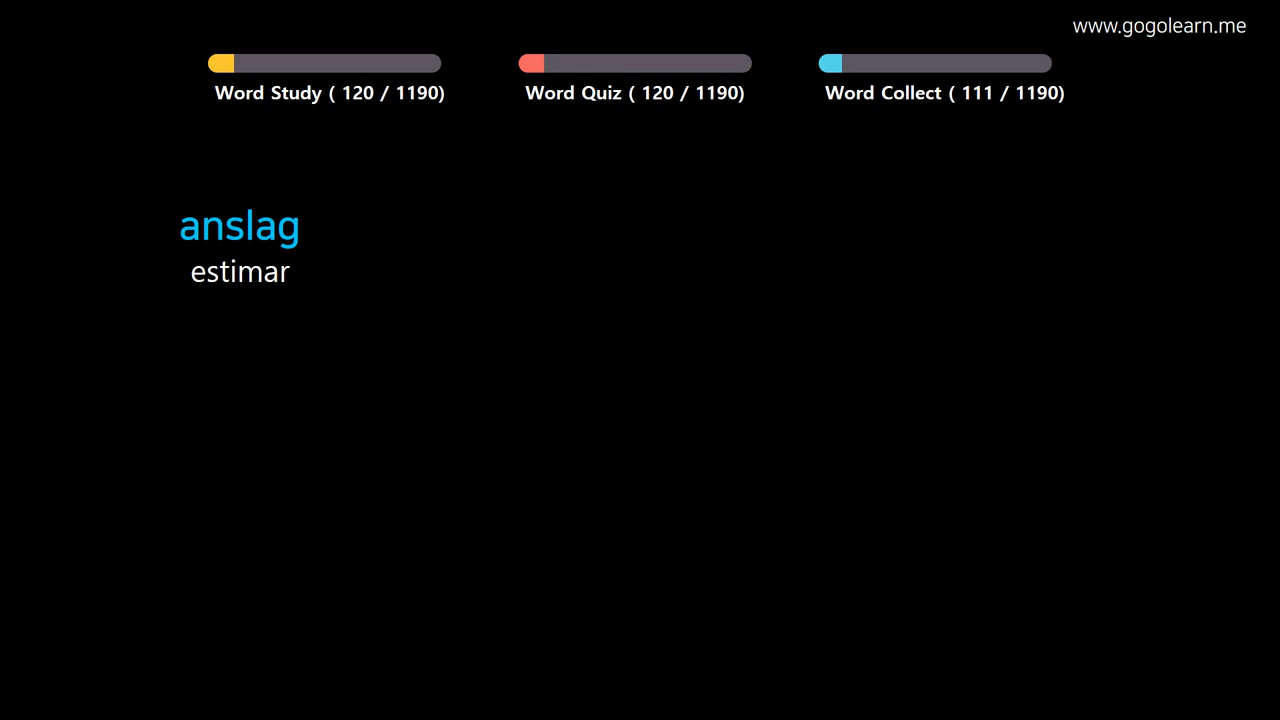 www.gogolearn.me
Word Study ( 120 / 1190)
Word Quiz ( 120 / 1190)
Word Collect ( 111 / 1190)
anslag
estimar